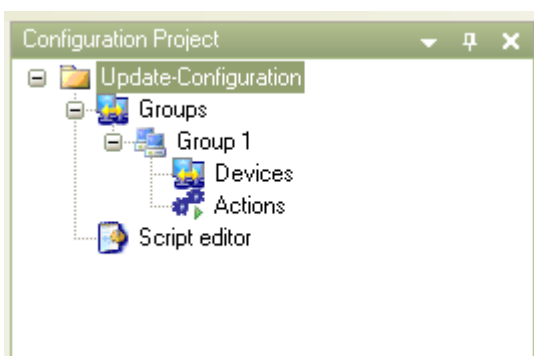 Configuration Project
Update-Configuration
Groups
Group 1
Devices
Actions
Script editor